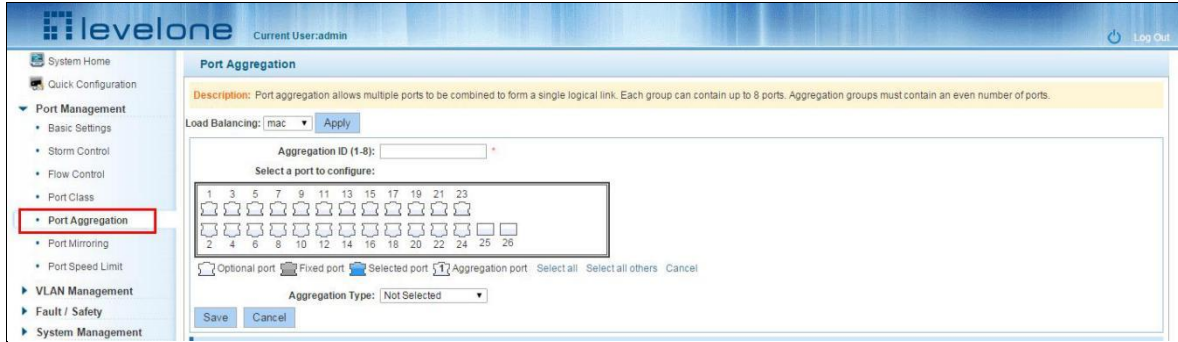 levelone
Current User:admin
Log Out
System Home
Quick Configuration
Port Management
Basic Settings
Storm Control
Flow Control
Port Class
Port Aggregation
Port Mirroring
Port Speed Limit
VLAN Management
Fault / Safety
System Management
Port Aggregation
Description: Port aggregation allows multiple ports to be combined to form a single logical link. Each group can contain up to 8 ports. Aggregation groups must contain an even number of ports.
Load Balancing: mac Apply
Aggregation ID (1-8): *
Select a port to configure:
1 3 5 7 9 11 13 15 17 19 21 23
2 4 6 8 10 12 14 16 18 20 22 24 25 26
Optional port Fixed port Selected port 1 Aggregation port Select all Select all others Cancel
Aggregation Type: Not Selected
Save Cancel